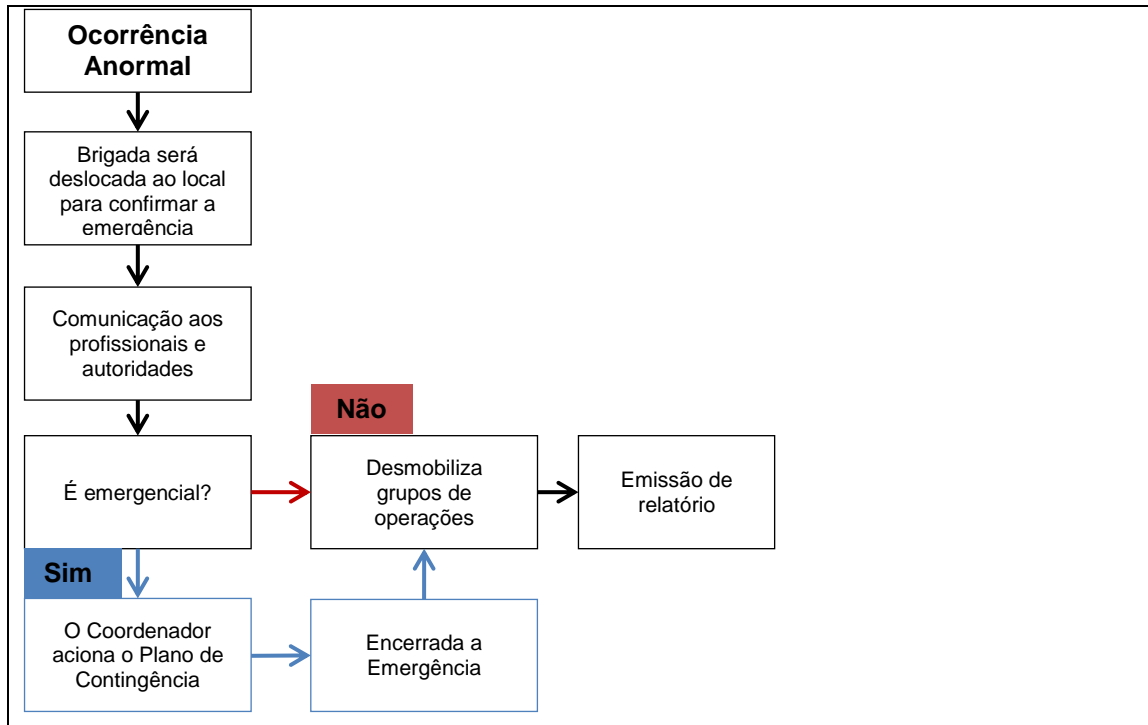 Ocorrência
Anormal
Brigada será
deslocada ao local
para confirmar a
emergência
Comunicação aos
profissionais e
autoridades
Não
É emergencial?
Desmobiliza
grupos de
operações
Emissão de
relatório
Sim
O Coordenador
aciona o Plano de
Contingência
Encerrada a
Emergência